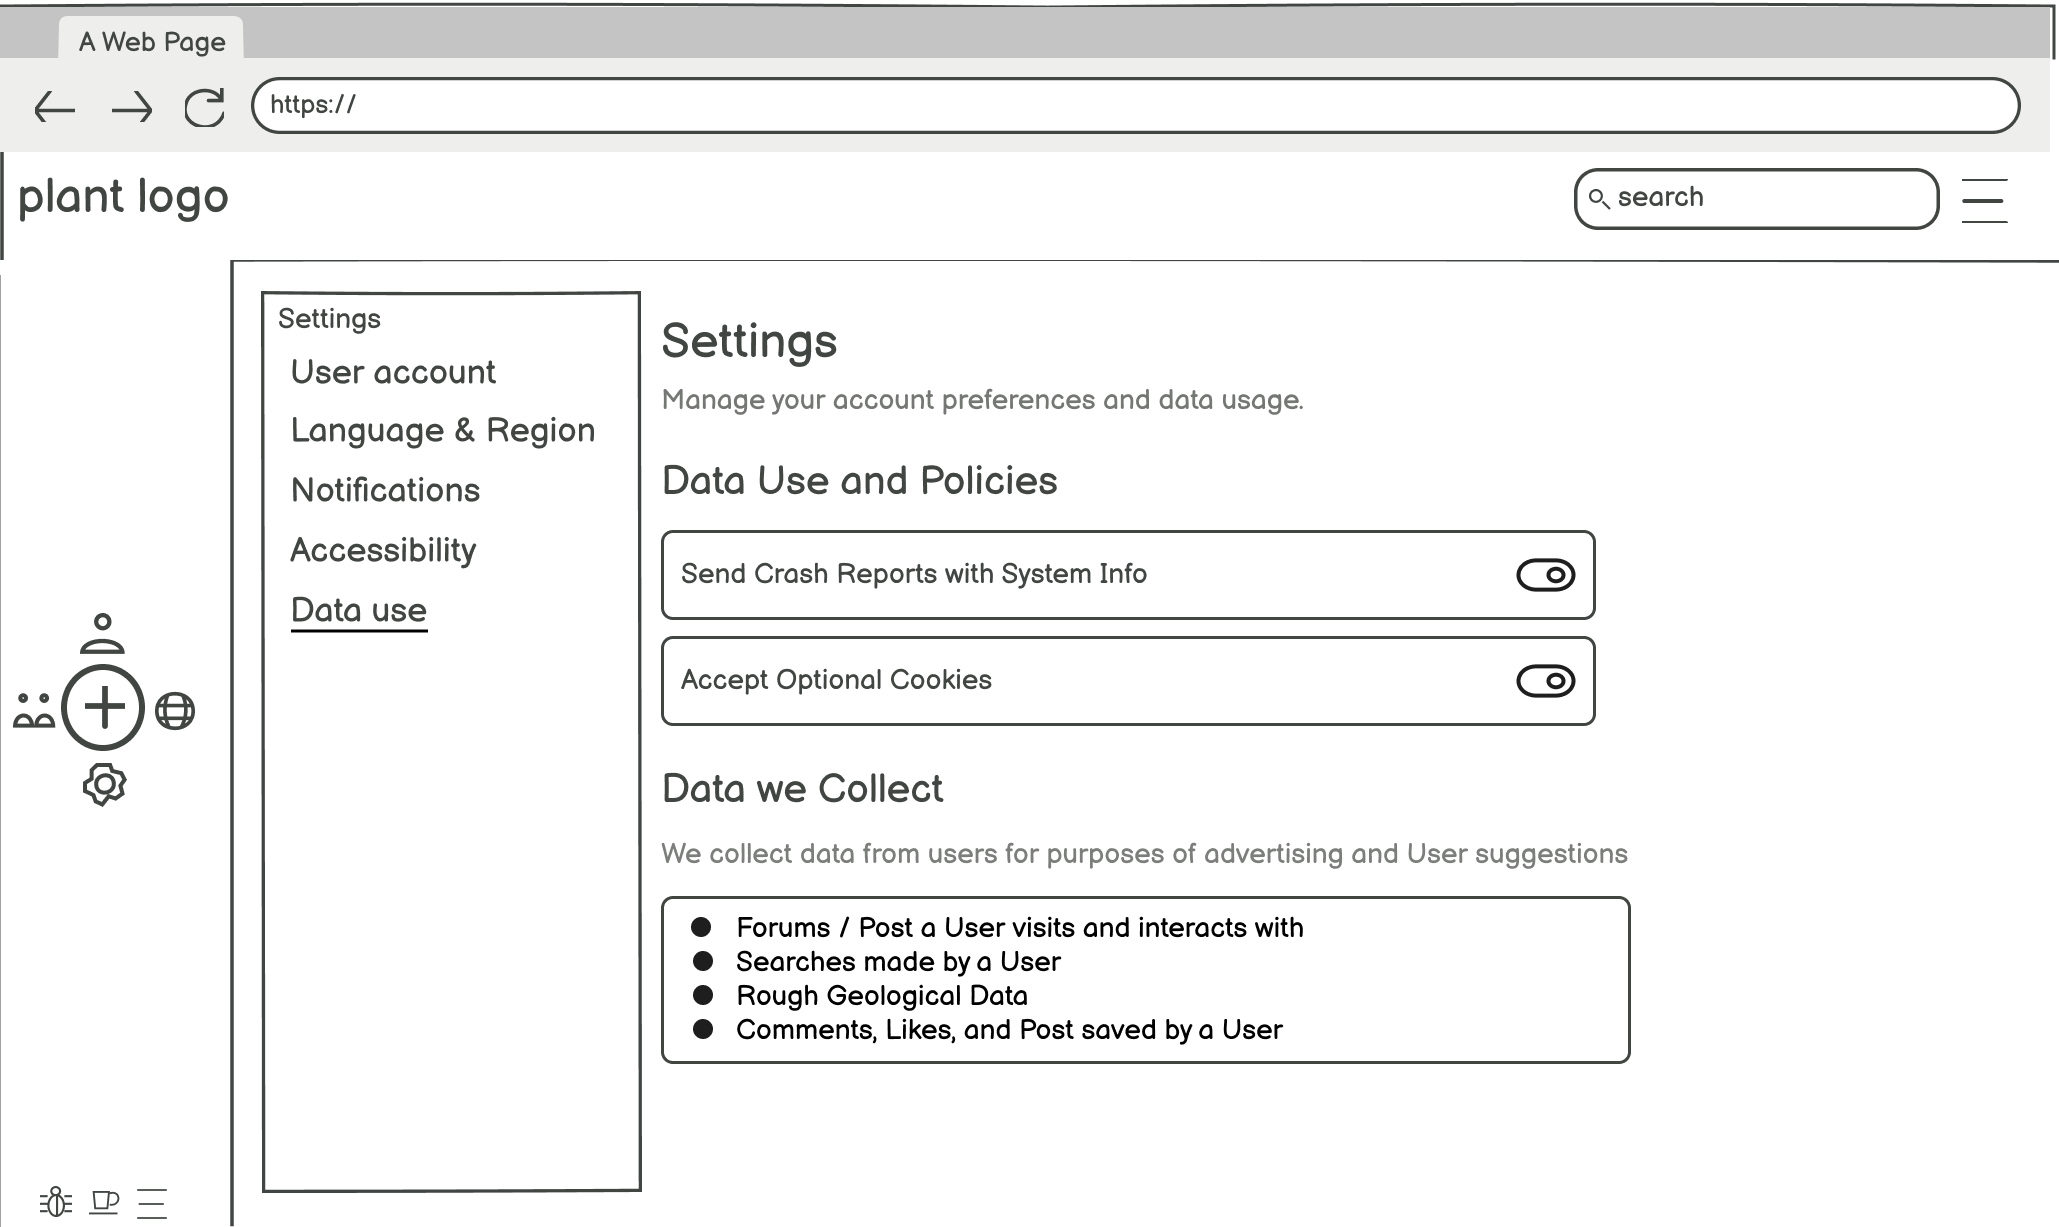 A Web Page
https://
plant logo
search
Settings
User account
Language & Region
Notifications
Accessibility
Data use
Settings
Manage your account preferences and data usage.
Data Use and Policies
Send Crash Reports with System Info
Accept Optional Cookies
Data we Collect
We collect data from users for purposes of advertising and User suggestions
Forums / Post a User visits and interacts with
Searches made by a User
Rough Geological Data
Comments, Likes, and Post saved by a User